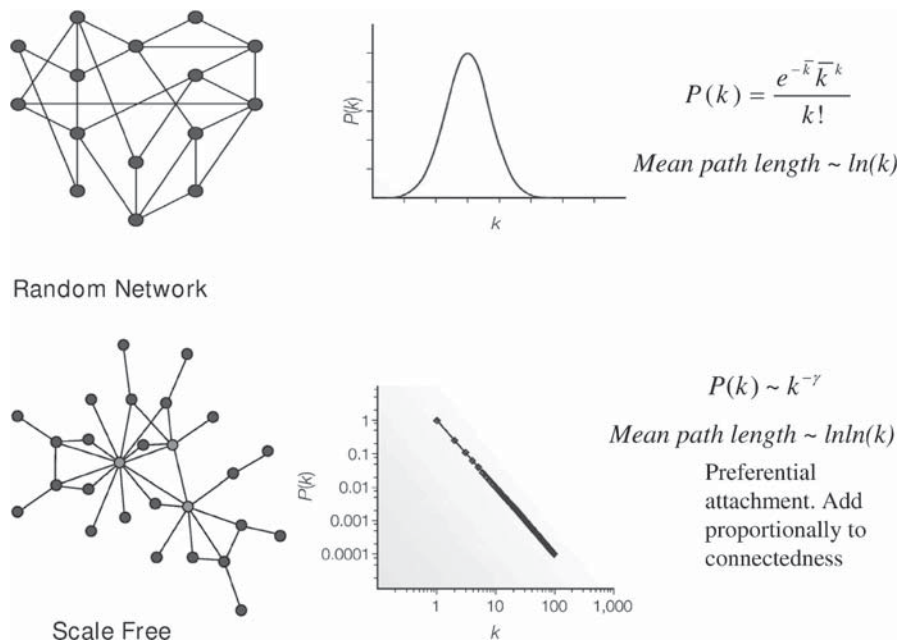 P(k)
k
P(k) = e^{-k̅} k̅^k / k!
Mean path length ~ ln(k)
Random Network
1
0.1
0.01
0.001
0.0001
P(k)
1 10 100 1,000
k
P(k) ~ k^{-γ}
Mean path length ~ lnln(k)
Preferential
attachment. Add
proportionally to
connectedness
Scale Free